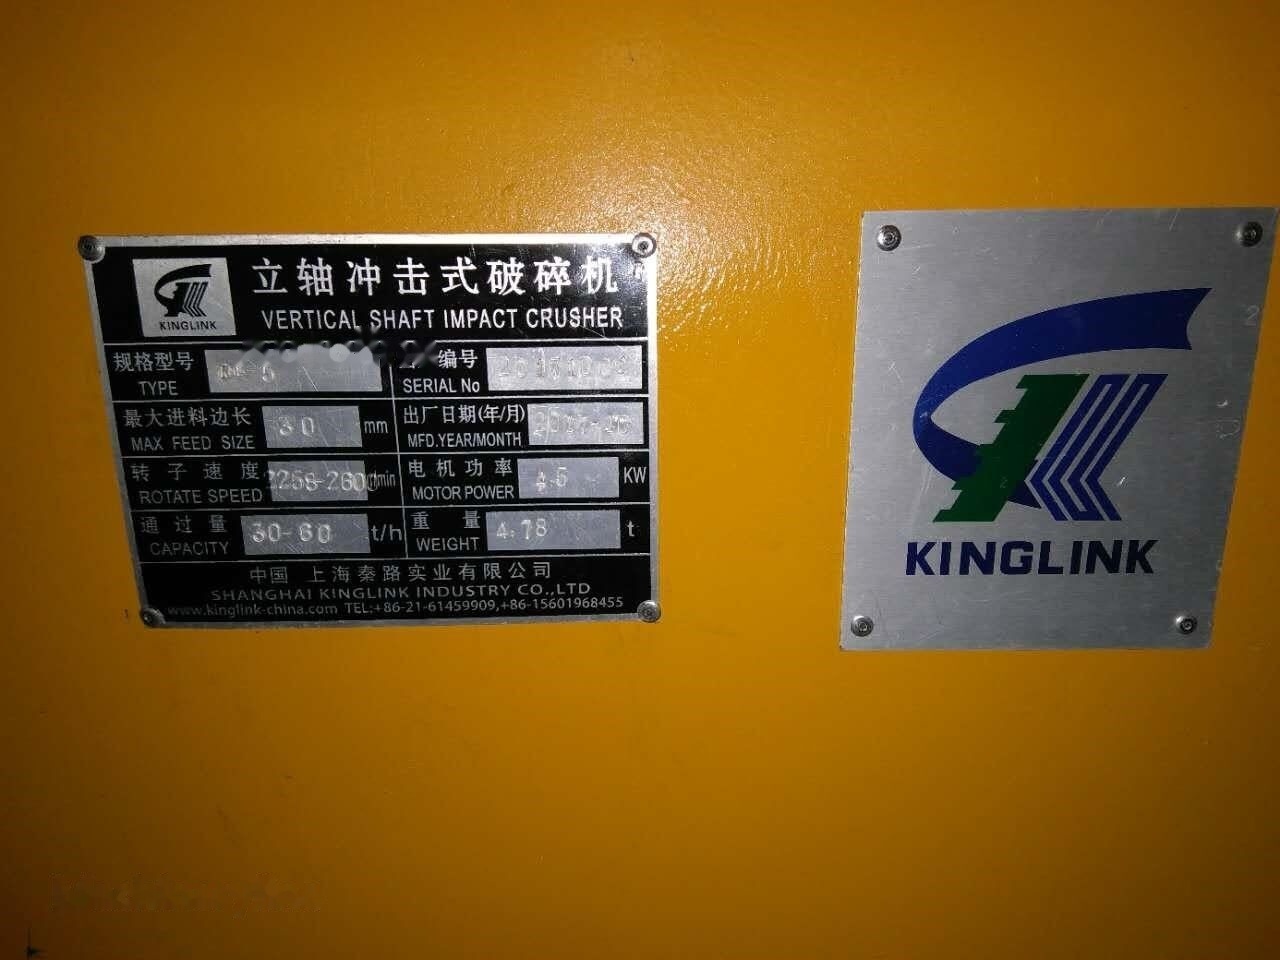 KINGLINK
立轴冲击式破碎机
VERTICAL SHAFT IMPACT CRUSHER
规格型号 TYPE
编号 SERIAL No
最大进料边长 MAX FEED SIZE 30 mm
出厂日期(年/月) MFD.YEAR/MONTH
转子速度 ROTATE SPEED r/min
电机功率 MOTOR POWER 45 KW
通过量 CAPACITY 30-60 t/h
重量 WEIGHT 4.78 t
中国 上海秦路实业有限公司
SHANGHAI KINGLINK INDUSTRY CO.,LTD
www.kinglink-china.com TEL:+86-21-61459909,+86-15601968455
KINGLINK